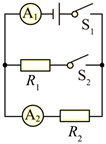 A₁ S₁
R₁ S₂
A₂ R₂